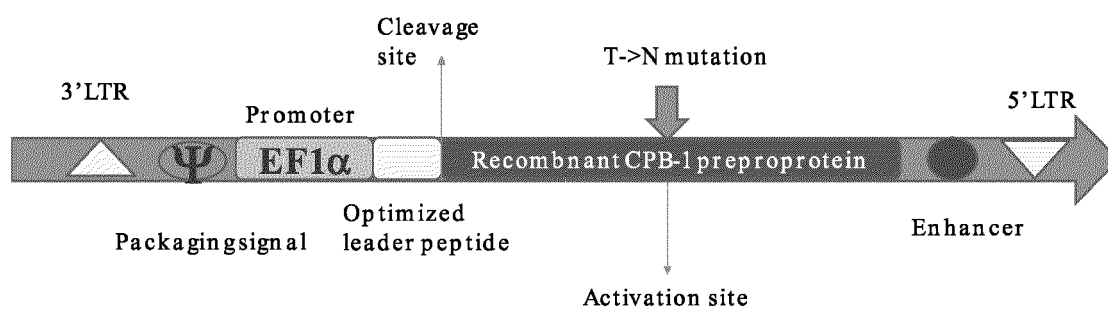 Cleavage
site
T->N mutation
3'LTR
5'LTR
Promoter
Ψ
EF1α
Recombnant CPB-1 preproprotein
Optimized
leader peptide
Packagingsignal
Enhancer
Activation site